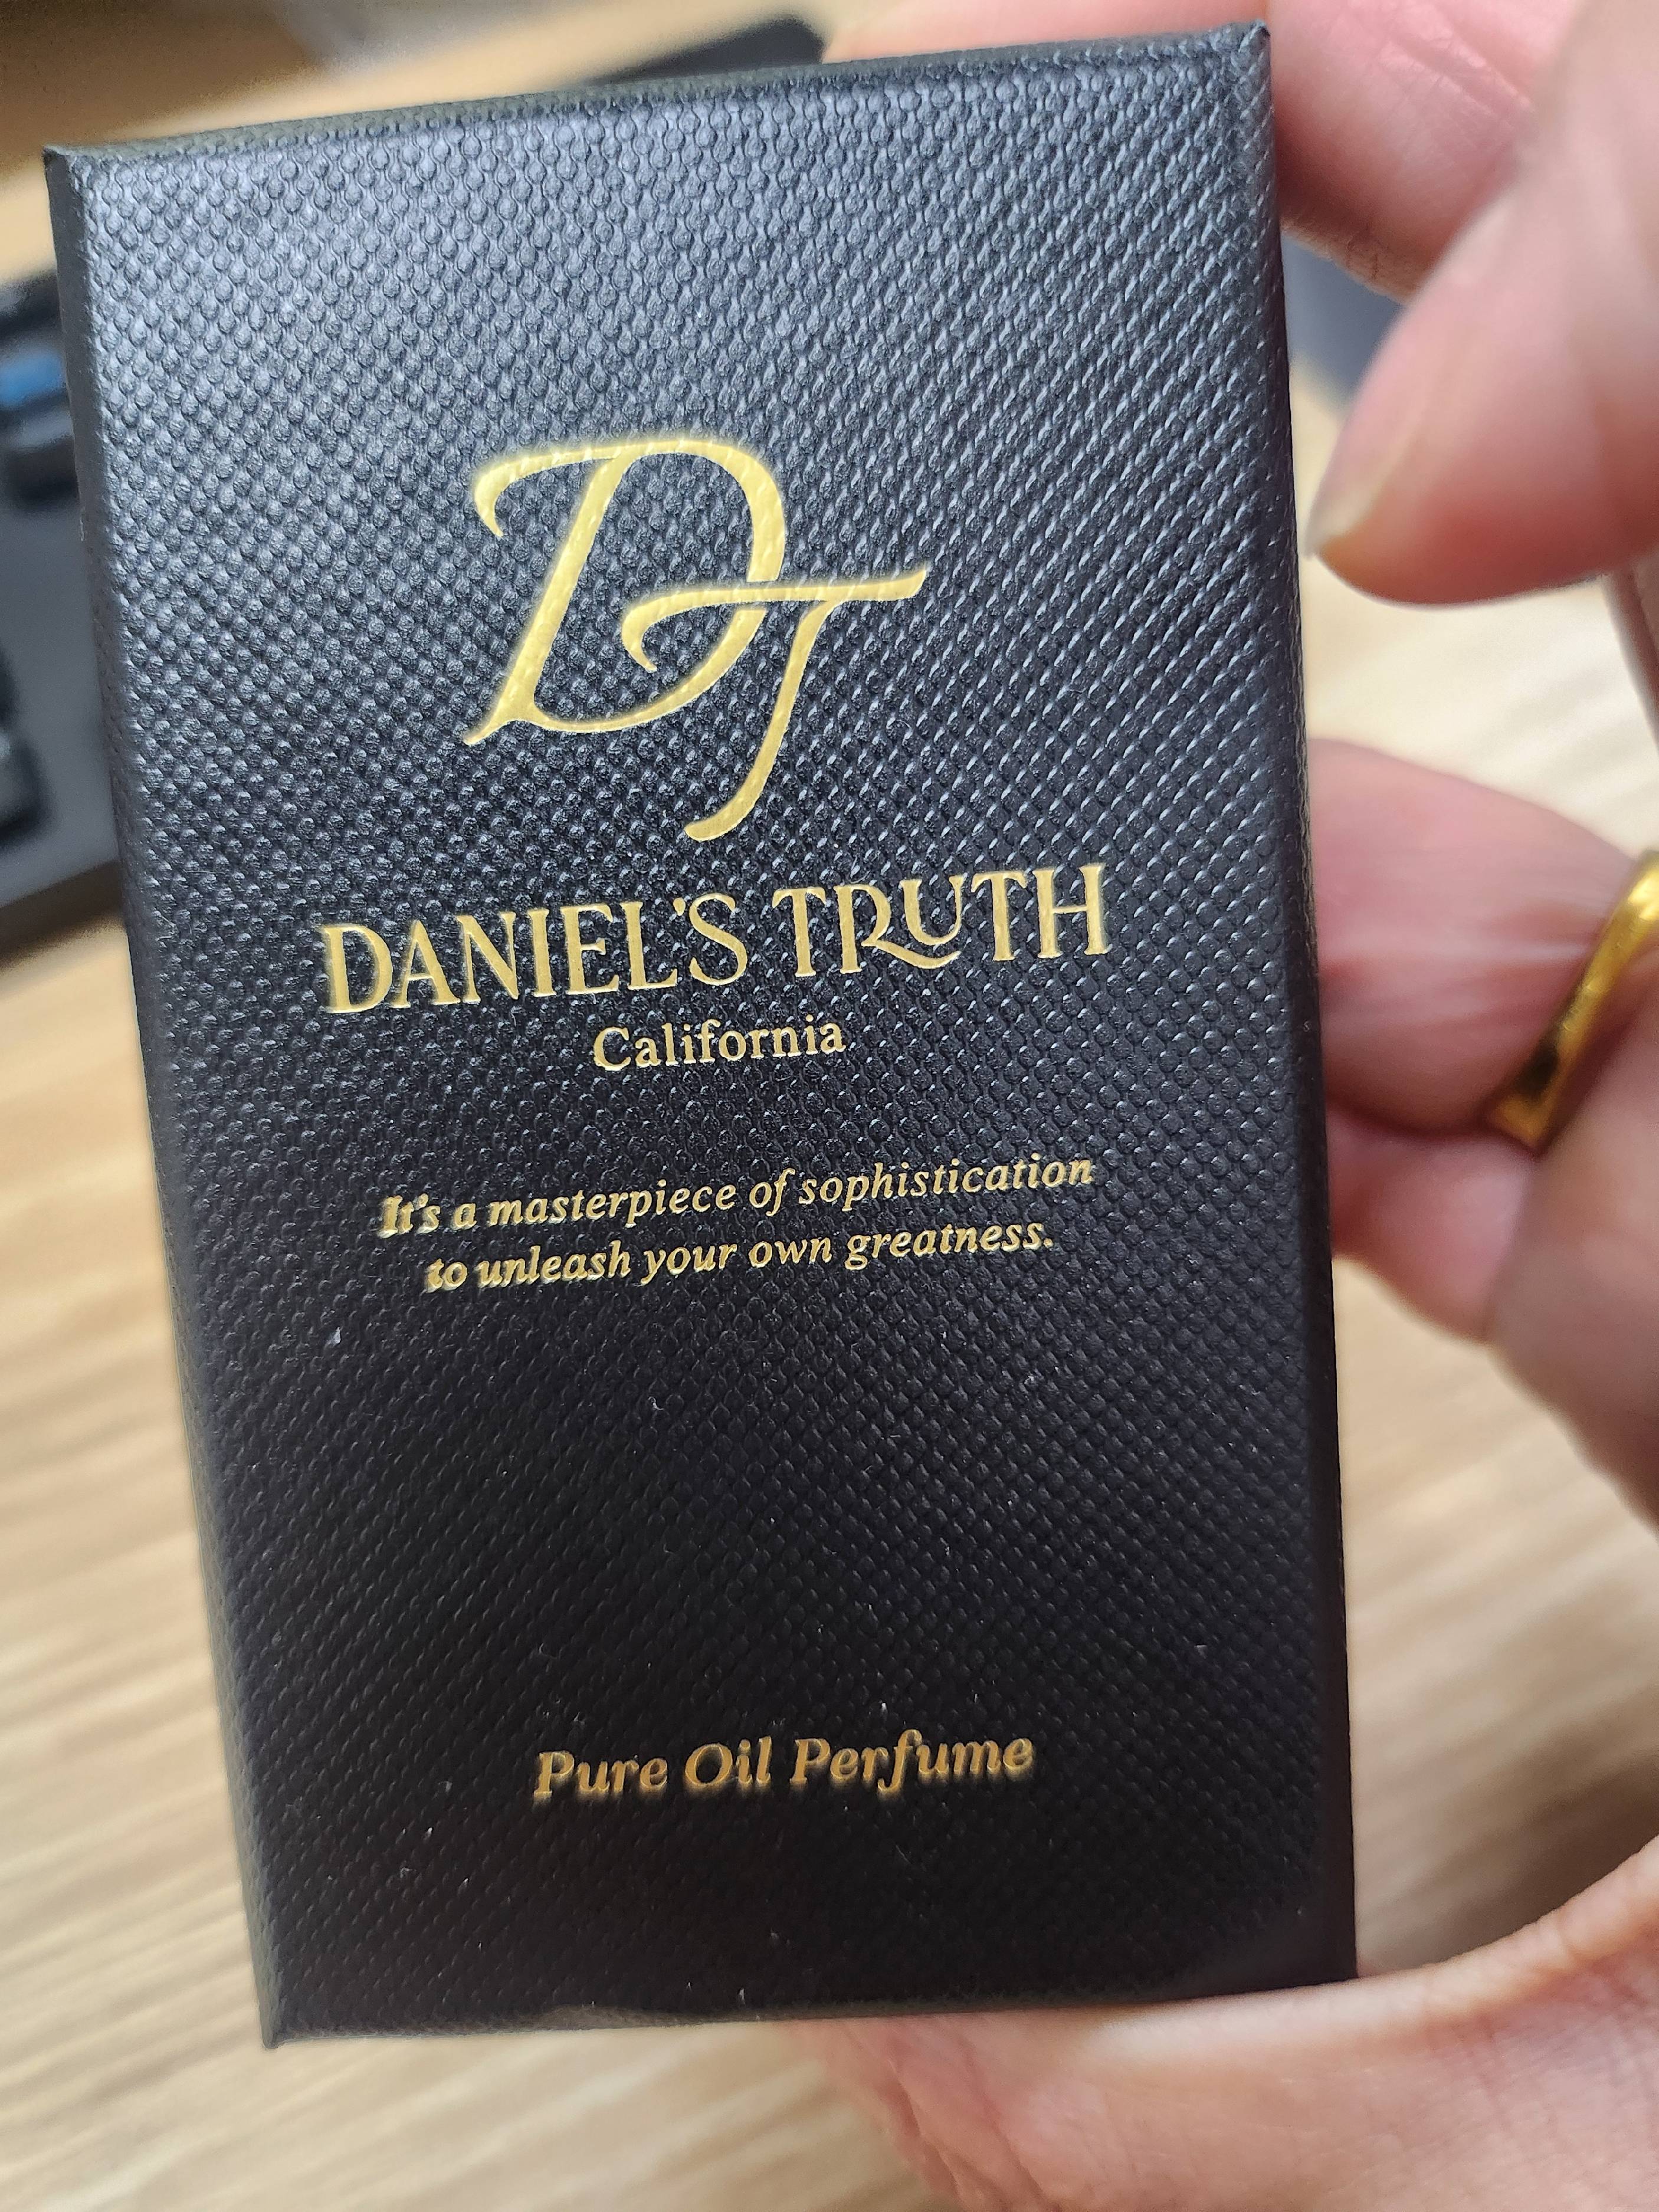 DT
DANIEL'S TRUTH
California
It's a masterpiece of sophistication
to unleash your own greatness.
Pure Oil Perfume